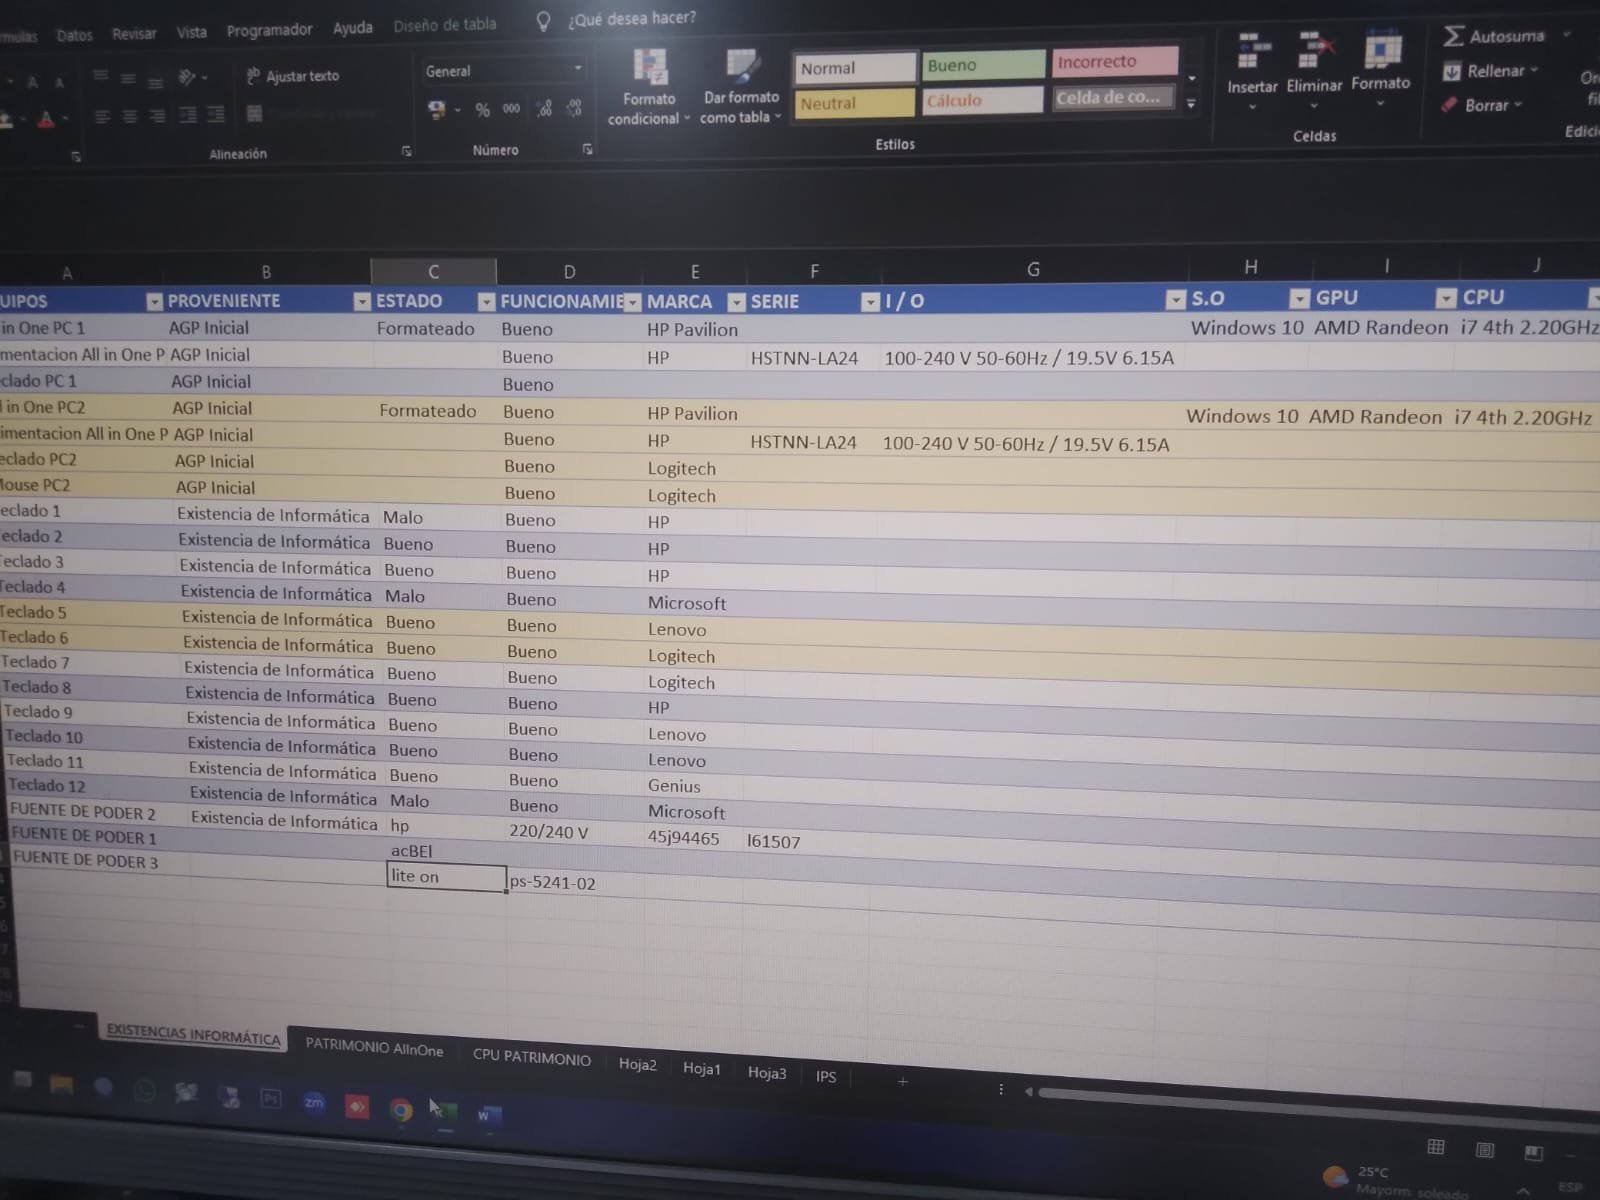 Datos Revisar Vista Programador Ayuda Diseño de tabla ¿Qué desea hacer?
Ajustar texto
General
% 000
Formato condicional
Dar formato como tabla
Normal Bueno Incorrecto
Neutral Cálculo Celda de co...
Insertar Eliminar Formato
Autosuma
Rellenar
Borrar
Alineación Número Estilos Celdas
A B C D E F G H I J
UIPOS PROVENIENTE ESTADO FUNCIONAMIE MARCA SERIE I / O S.O GPU CPU
in One PC 1 AGP Inicial Formateado Bueno HP Pavilion Windows 10 AMD Randeon i7 4th 2.20GHz
mentacion All in One P AGP Inicial Bueno HP HSTNN-LA24 100-240 V 50-60Hz / 19.5V 6.15A
clado PC 1 AGP Inicial Bueno
l in One PC2 AGP Inicial Formateado Bueno HP Pavilion Windows 10 AMD Randeon i7 4th 2.20GHz
imentacion All in One P AGP Inicial Bueno HP HSTNN-LA24 100-240 V 50-60Hz / 19.5V 6.15A
eclado PC2 AGP Inicial Bueno Logitech
Mouse PC2 AGP Inicial Bueno Logitech
eclado 1 Existencia de Informática Malo Bueno HP
eclado 2 Existencia de Informática Bueno Bueno HP
Teclado 3 Existencia de Informática Bueno Bueno HP
Teclado 4 Existencia de Informática Malo Bueno Microsoft
Teclado 5 Existencia de Informática Bueno Bueno Lenovo
Teclado 6 Existencia de Informática Bueno Bueno Logitech
Teclado 7 Existencia de Informática Bueno Bueno Logitech
Teclado 8 Existencia de Informática Bueno Bueno HP
Teclado 9 Existencia de Informática Bueno Bueno Lenovo
Teclado 10 Existencia de Informática Bueno Bueno Lenovo
Teclado 11 Existencia de Informática Bueno Bueno Genius
Teclado 12 Existencia de Informática Malo Bueno Microsoft
FUENTE DE PODER 2 Existencia de Informática hp 220/240 V 45j94465 I61507
FUENTE DE PODER 1 acBEl
FUENTE DE PODER 3 lite on ps-5241-02
EXISTENCIAS INFORMÁTICA PATRIMONIO AllnOne CPU PATRIMONIO Hoja2 Hoja1 Hoja3 IPS
Ps zm W
25°C
Mayorm. soleado
ESP